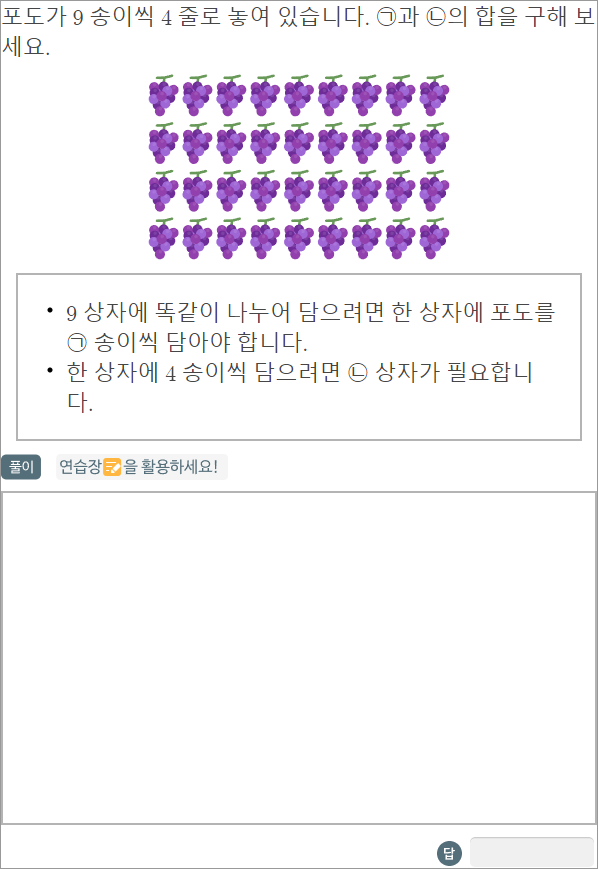 포도가 9 송이씩 4 줄로 놓여 있습니다. ㉠과 ㉡의 합을 구해 보
세요.
• 9 상자에 똑같이 나누어 담으려면 한 상자에 포도를
㉠ 송이씩 담아야 합니다.
• 한 상자에 4 송이씩 담으려면 ㉡ 상자가 필요합니
다.
풀이 연습장📝을 활용하세요!
답